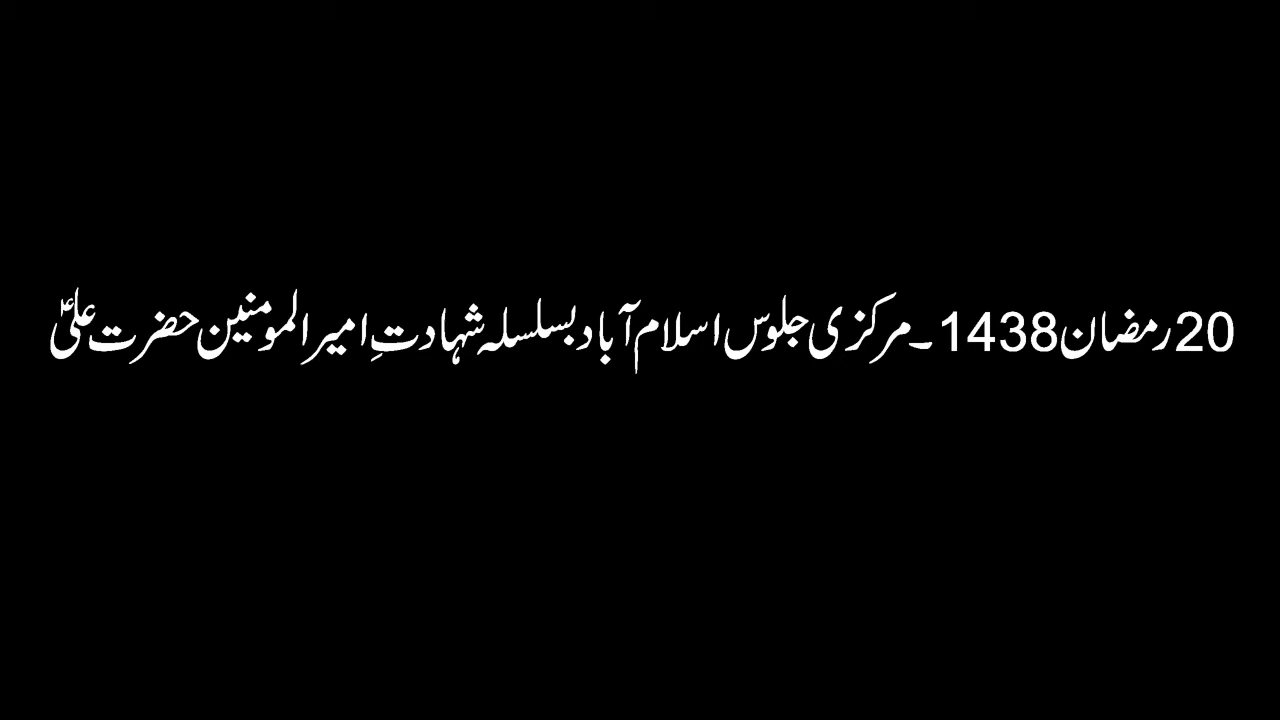 20 رمضان 1438۔ مرکزی جلوس اسلام آباد بسلسلہ شہادتِ امیر المومنین حضرت علیؑ